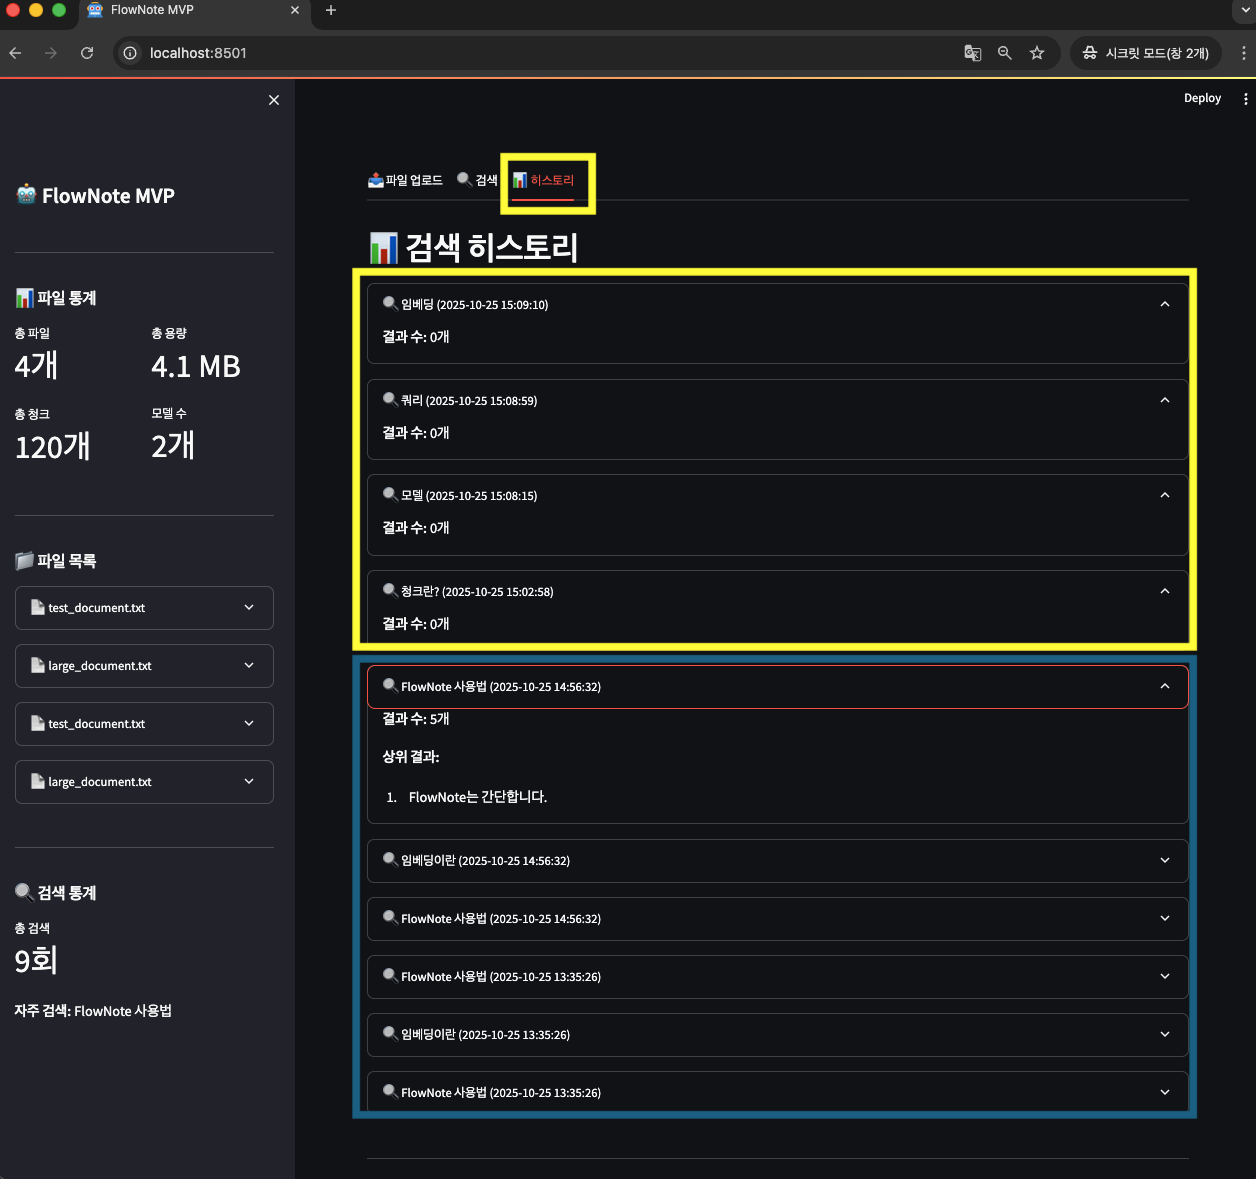 FlowNote MVP
localhost:8501
시크릿 모드(창 2개)
Deploy
FlowNote MVP
파일 통계
총 파일
총 용량
4개
4.1 MB
총 청크
모델 수
120개
2개
파일 목록
test_document.txt
large_document.txt
test_document.txt
large_document.txt
검색 통계
총 검색
9회
자주 검색: FlowNote 사용법
파일 업로드
검색
히스토리
검색 히스토리
임베딩 (2025-10-25 15:09:10)
결과 수: 0개
쿼리 (2025-10-25 15:08:59)
결과 수: 0개
모델 (2025-10-25 15:08:15)
결과 수: 0개
청크란? (2025-10-25 15:02:58)
결과 수: 0개
FlowNote 사용법 (2025-10-25 14:56:32)
결과 수: 5개
상위 결과:
1. FlowNote는 간단합니다.
임베딩이란 (2025-10-25 14:56:32)
FlowNote 사용법 (2025-10-25 14:56:32)
FlowNote 사용법 (2025-10-25 13:35:26)
임베딩이란 (2025-10-25 13:35:26)
FlowNote 사용법 (2025-10-25 13:35:26)